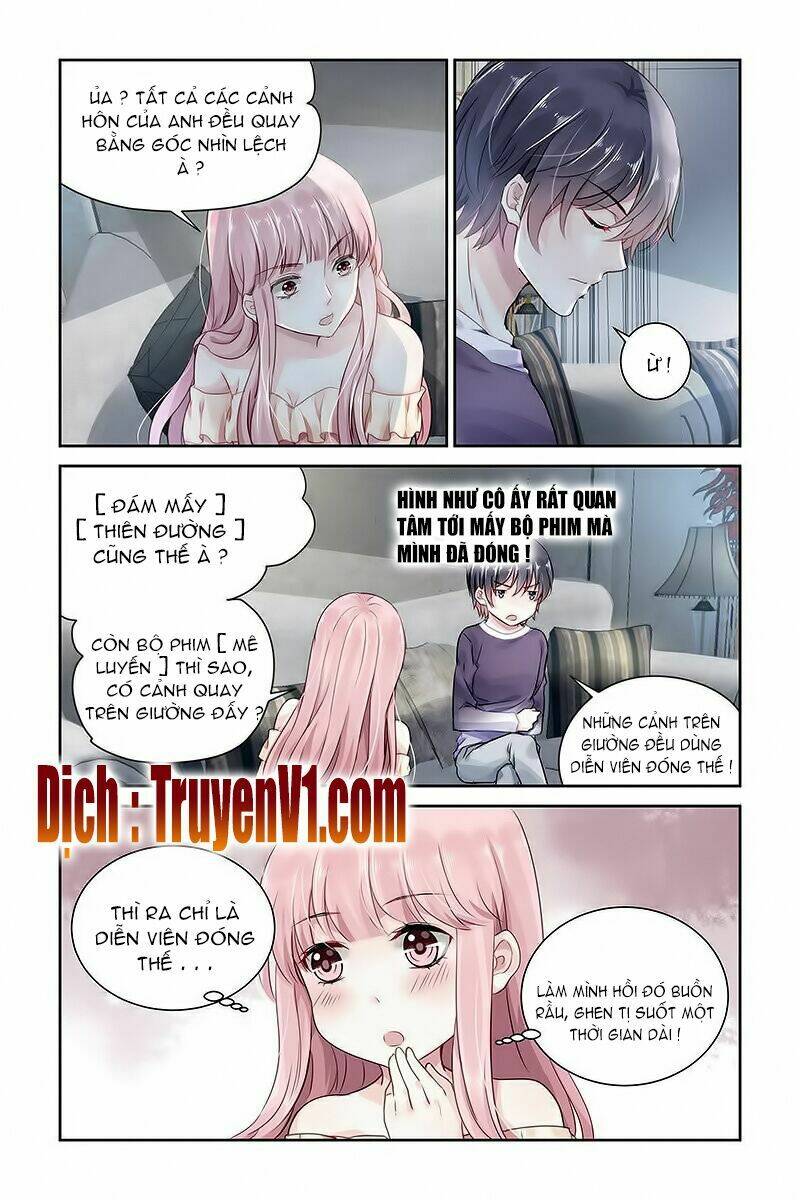 ỦA ? TẤT CẢ CÁC CẢNH
HÔN CỦA ANH ĐỀU QUAY
BẰNG GÓC NHÌN LỆCH
À ?
Ừ !
[ ĐÁM MẤY ]
[ THIÊN ĐƯỜNG ]
CŨNG THẾ À ?
HÌNH NHƯ CÔ ẤY RẤT QUAN
TÂM TỚI MẤY BỘ PHIM MÀ
MÌNH ĐÃ ĐÓNG !
CÒN BỘ PHIM [ MÊ
LUYẾN ] THÌ SAO,
CÓ CẢNH QUAY
TRÊN GIƯỜNG ĐẤY ?
NHỮNG CẢNH TRÊN
GIƯỜNG ĐỀU DÙNG
DIỄN VIÊN ĐÓNG THẾ !
Dịch : TruyenV1.com
THÌ RA CHỈ LÀ
DIỄN VIÊN ĐÓNG
THẾ . . .
LÀM MÌNH HỒI ĐÓ BUỒN
RẦU, GHEN TỊ SUỐT MỘT
THỜI GIAN DÀI !